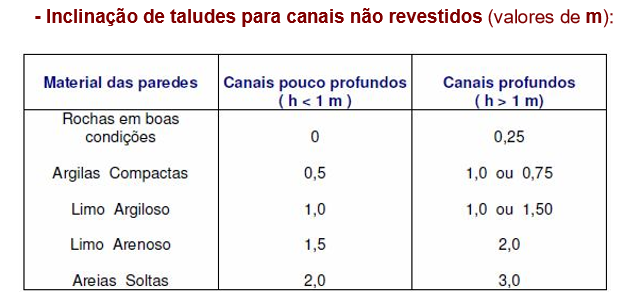 - Inclinação de taludes para canais não revestidos (valores de m):
Material das paredes Canais pouco profundos ( h < 1 m ) Canais profundos ( h > 1 m)
Rochas em boas condições 0 0,25
Argilas Compactas 0,5 1,0 ou 0,75
Limo Argiloso 1,0 1,0 ou 1,50
Limo Arenoso 1,5 2,0
Areias Soltas 2,0 3,0